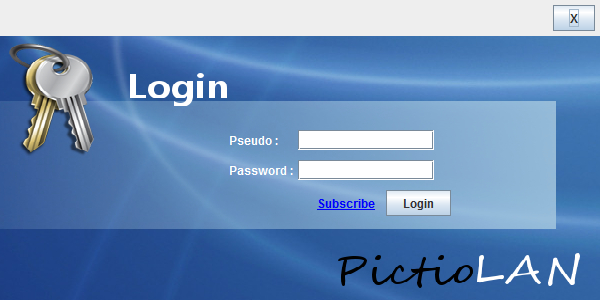 X
Login
Pseudo :
Password :
Subscribe Login
PictioLAN